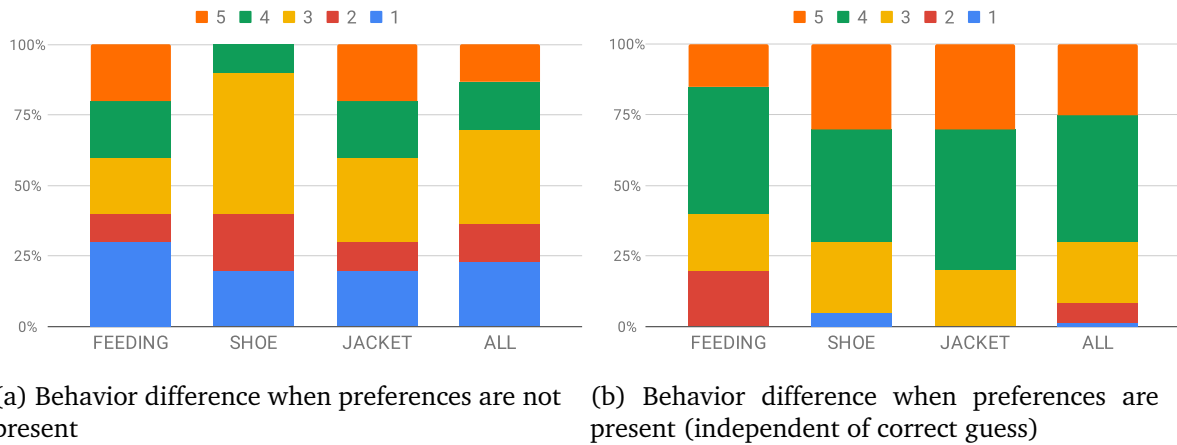 5 4 3 2 1
100%
75%
50%
25%
0%
FEEDING SHOE JACKET ALL
(a) Behavior difference when preferences are not
present
5 4 3 2 1
100%
75%
50%
25%
0%
FEEDING SHOE JACKET ALL
(b) Behavior difference when preferences are
present (independent of correct guess)